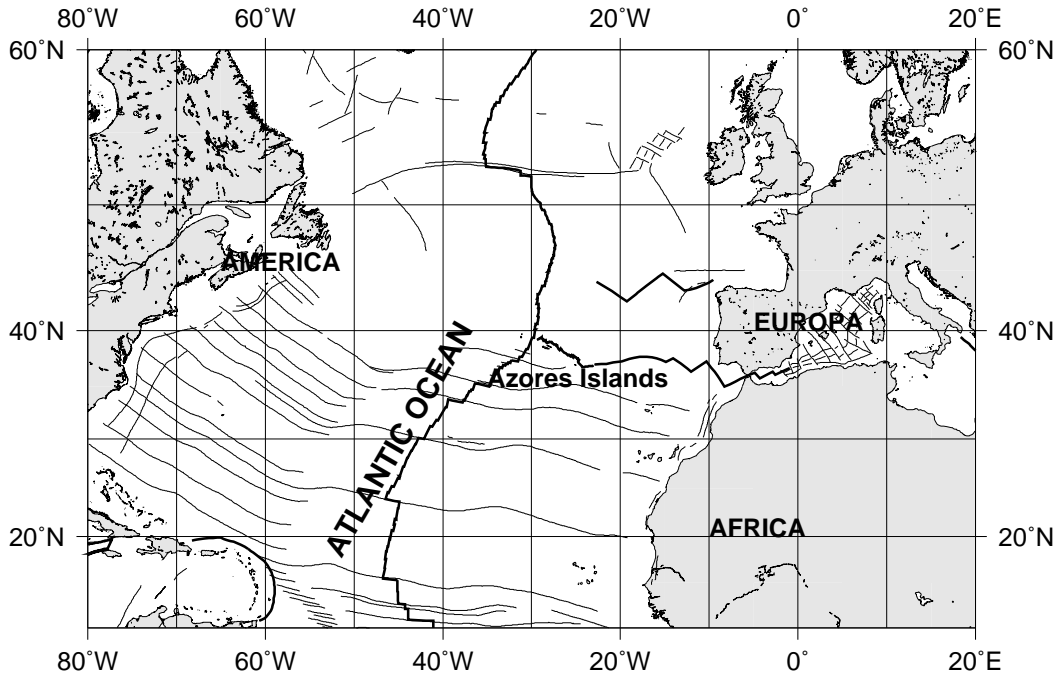 80˚W 60˚W 40˚W 20˚W 0˚ 20˚E
60˚N 60˚N
AMERICA
EUROPA
40˚N 40˚N
Azores Islands
ATLANTIC OCEAN
AFRICA
20˚N 20˚N
80˚W 60˚W 40˚W 20˚W 0˚ 20˚E